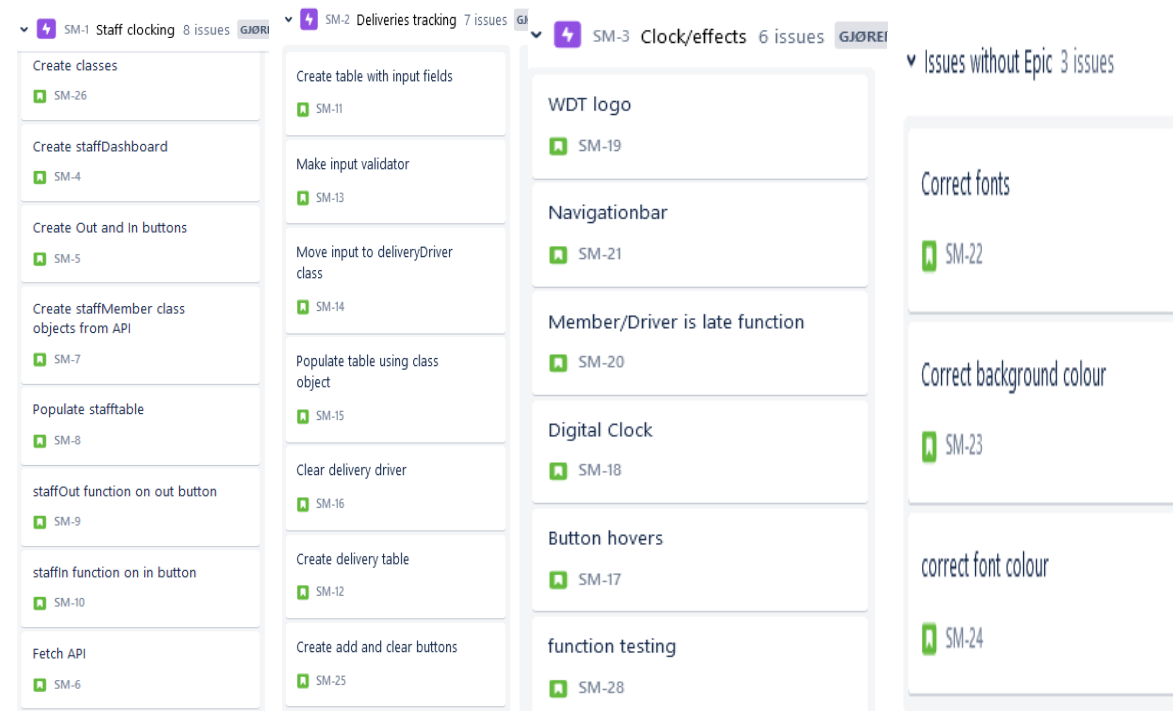 SM-1 Staff clocking 8 issues
Create classes
SM-26
Create staffDashboard
SM-4
Create Out and In buttons
SM-5
Create staffMember class
objects from API
SM-7
Populate stafftable
SM-8
staffOut function on out button
SM-9
staffIn function on in button
SM-10
Fetch API
SM-6
SM-2 Deliveries tracking 7 issues
Create table with input fields
SM-11
Make input validator
SM-13
Move input to deliveryDriver
class
SM-14
Populate table using class
object
SM-15
Clear delivery driver
SM-16
Create delivery table
SM-12
Create add and clear buttons
SM-25
SM-3 Clock/effects 6 issues
WDT logo
SM-19
Navigationbar
SM-21
Member/Driver is late function
SM-20
Digital Clock
SM-18
Button hovers
SM-17
function testing
SM-28
Issues without Epic 3 issues
Correct fonts
SM-22
Correct background colour
SM-23
correct font colour
SM-24